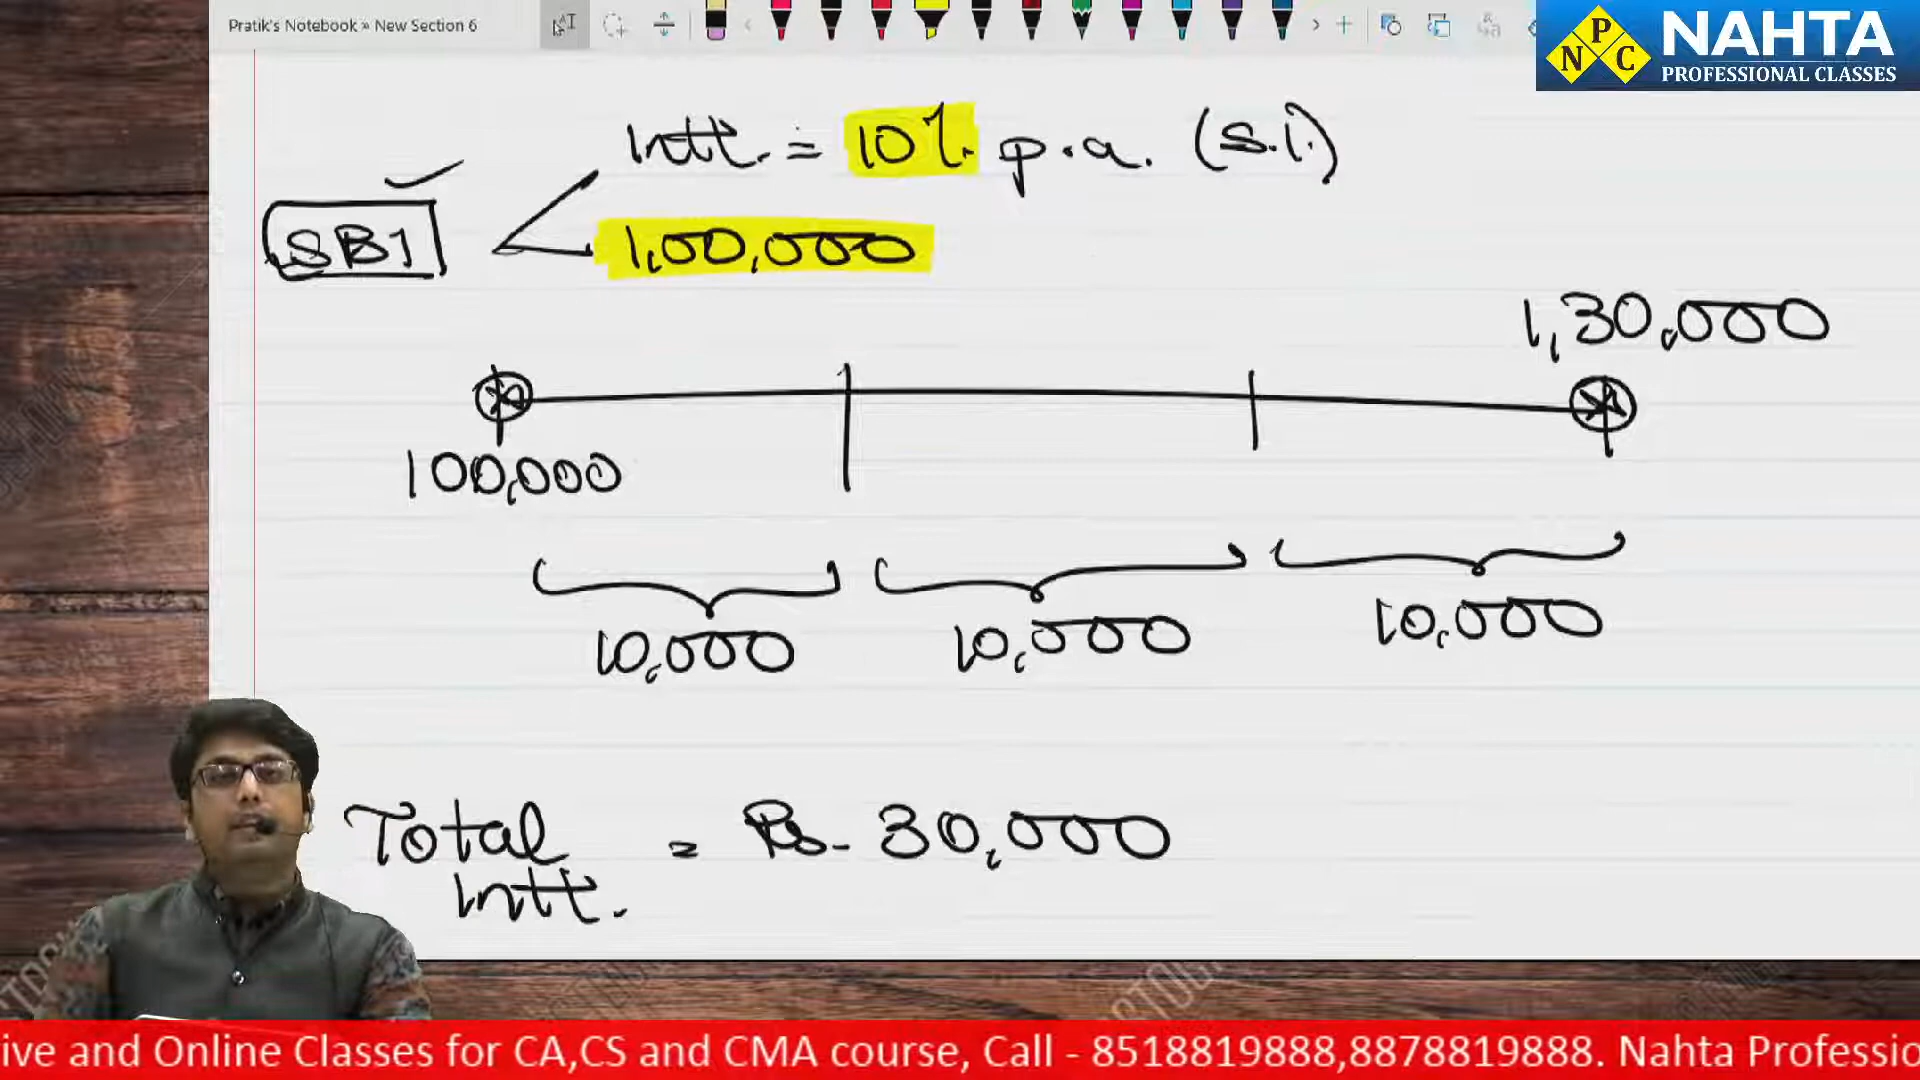 Pratik's Notebook » New Section 6
N P C
NAHTA
PROFESSIONAL CLASSES
Intt. = 10% p.a. (S.I.)
SBI
1,00,000
1,30,000
100,000
10,000 10,000 10,000
Total Intt. = Rs. 30,000
ive and Online Classes for CA,CS and CMA course, Call - 8518819888,8878819888. Nahta Professio